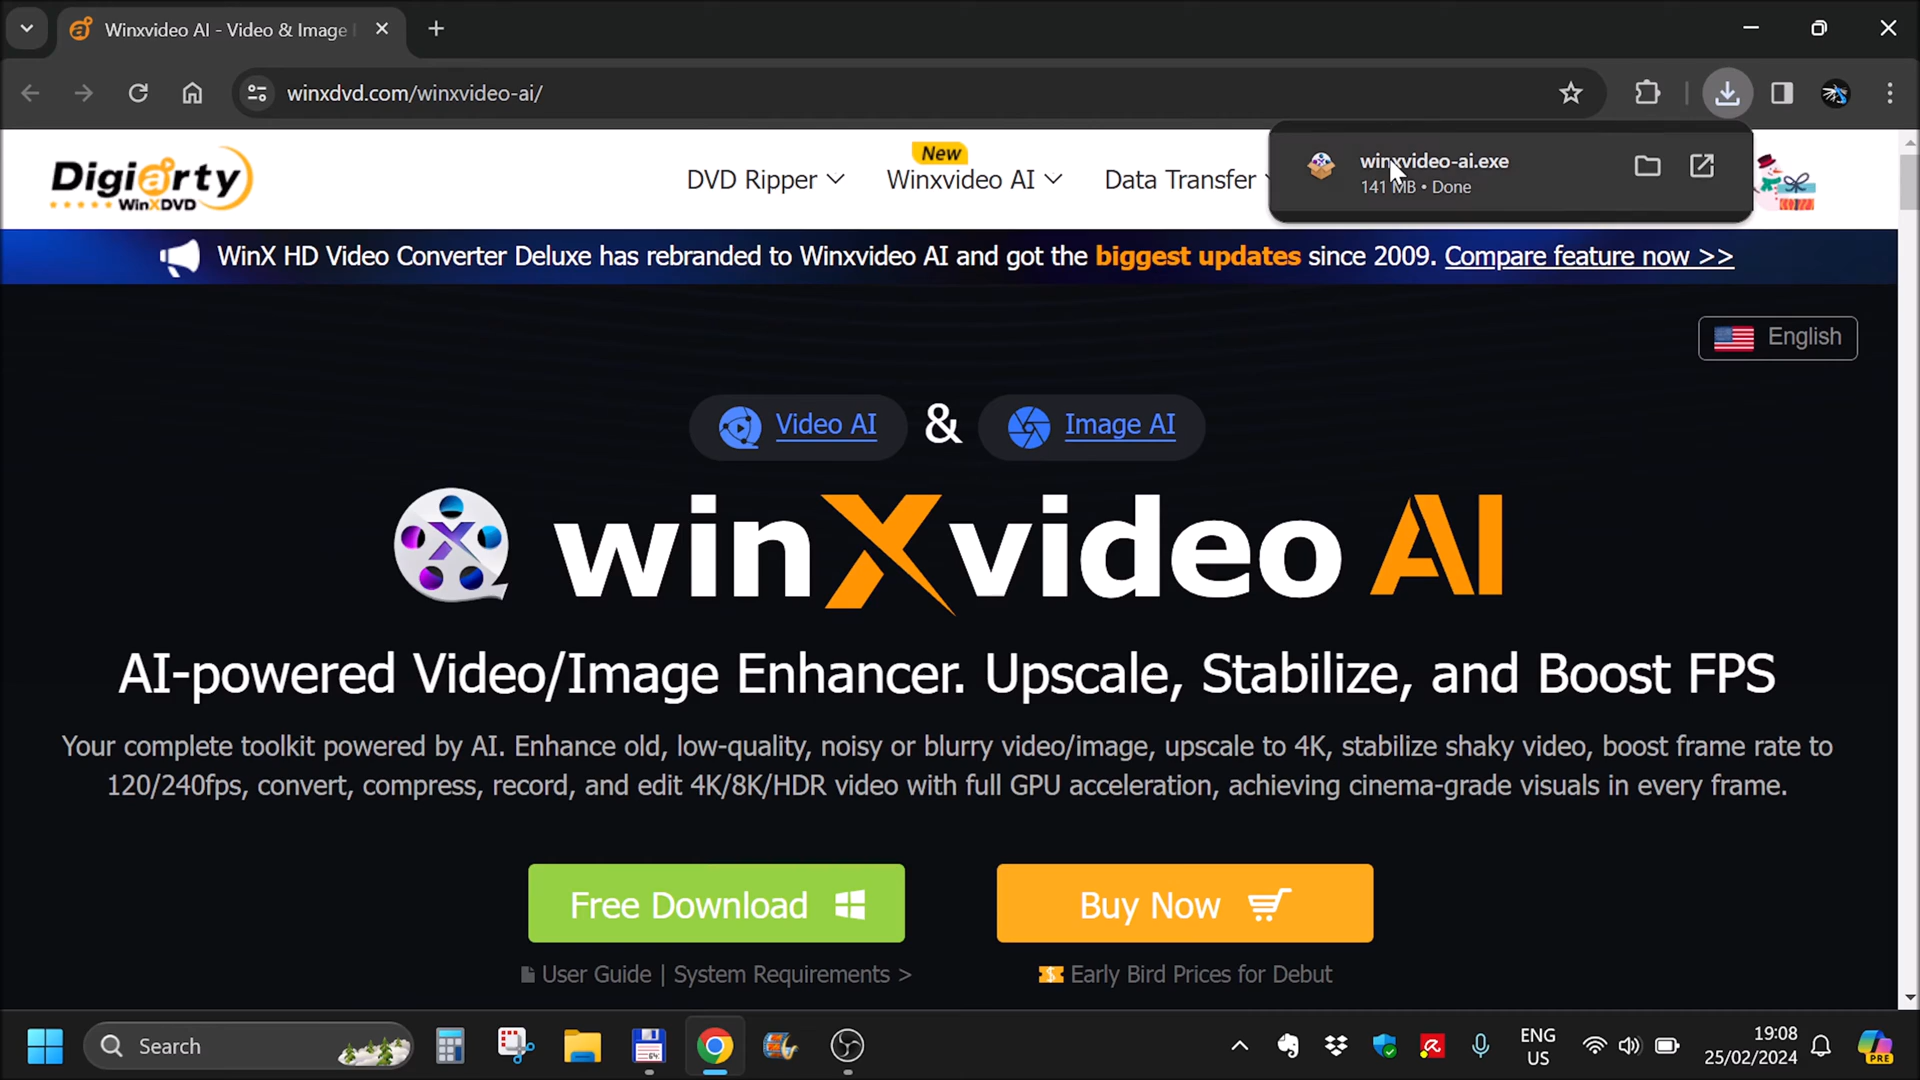 Winxvideo AI - Video & Image
winxdvd.com/winxvideo-ai/
winxvideo-ai.exe
141 MB • Done
Digiarty
WinXDVD
DVD Ripper
New
Winxvideo AI
Data Transfer
WinX HD Video Converter Deluxe has rebranded to Winxvideo AI and got the biggest updates since 2009. Compare feature now >>
English
Video AI & Image AI
winXvideo AI
AI-powered Video/Image Enhancer. Upscale, Stabilize, and Boost FPS
Your complete toolkit powered by AI. Enhance old, low-quality, noisy or blurry video/image, upscale to 4K, stabilize shaky video, boost frame rate to
120/240fps, convert, compress, record, and edit 4K/8K/HDR video with full GPU acceleration, achieving cinema-grade visuals in every frame.
Free Download
Buy Now
User Guide | System Requirements >
Early Bird Prices for Debut
Search
64
ENG
US
19:08
25/02/2024
PRE